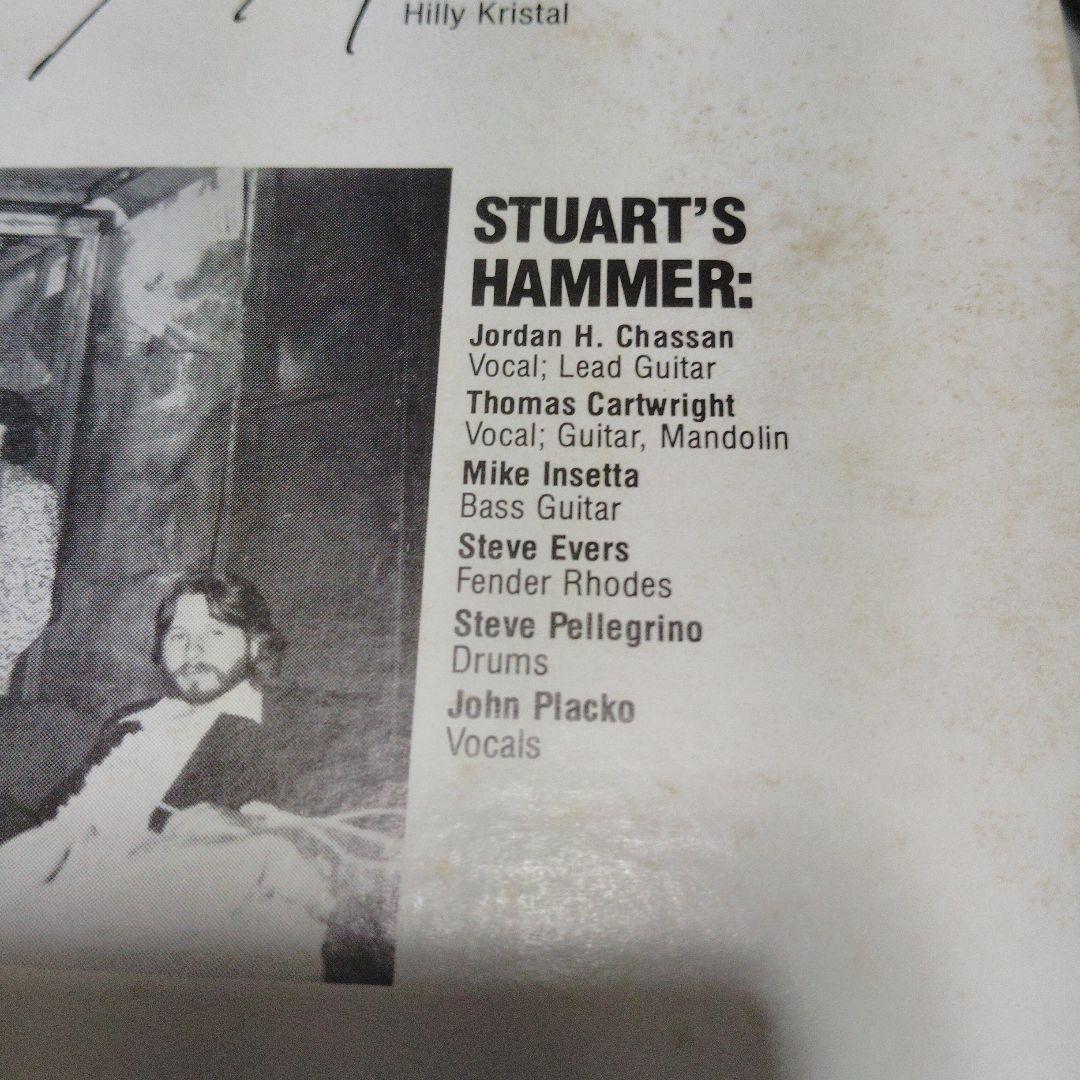 Hilly Kristal
STUART'S
HAMMER:
Jordan H. Chassan
Vocal; Lead Guitar
Thomas Cartwright
Vocal; Guitar, Mandolin
Mike Insetta
Bass Guitar
Steve Evers
Fender Rhodes
Steve Pellegrino
Drums
John Placko
Vocals